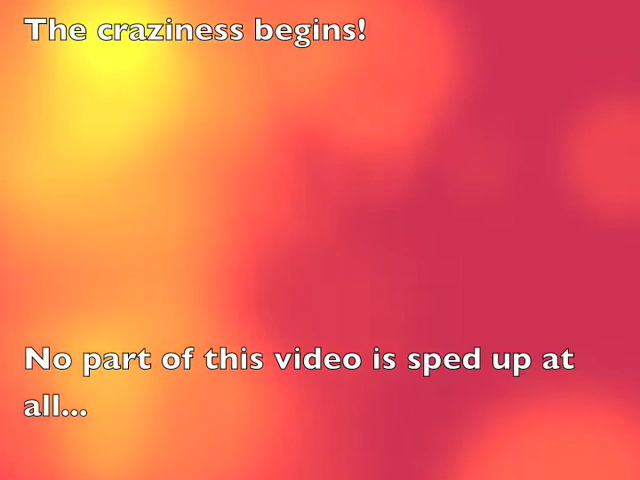 The craziness begins!
No part of this video is sped up at
all...